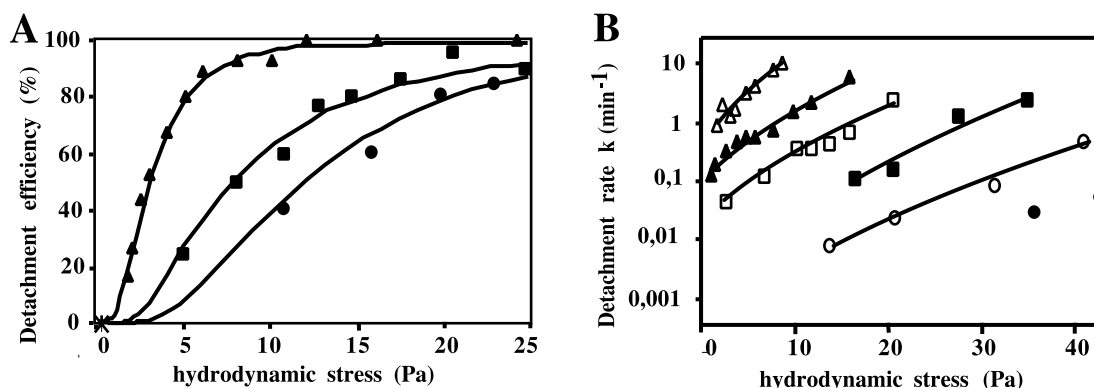 A
Detachment efficiency (%)
100
80
60
40
20
0
0 5 10 15 20 25
hydrodynamic stress (Pa)
B
Detachment rate k (min-1)
10
1
0,1
0,01
0,001
0 10 20 30 40
hydrodynamic stress (Pa)